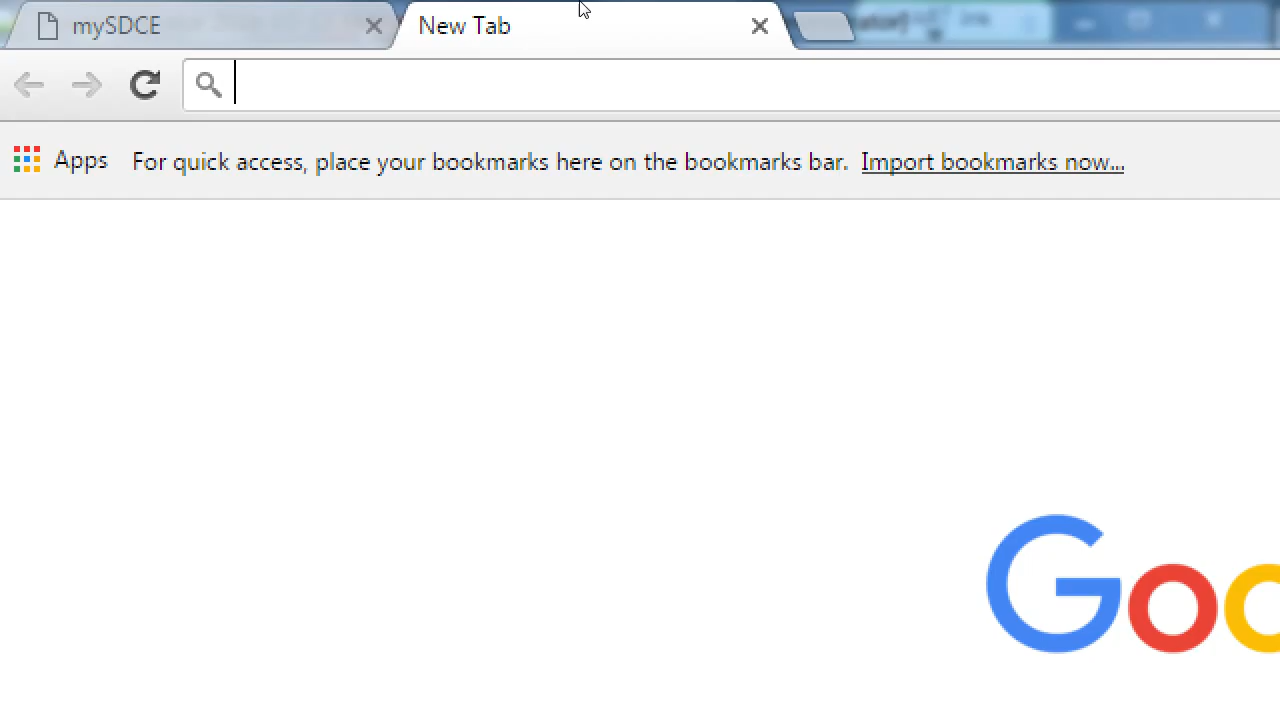 mySDCE
New Tab
Apps
For quick access, place your bookmarks here on the bookmarks bar. Import bookmarks now...
Goo